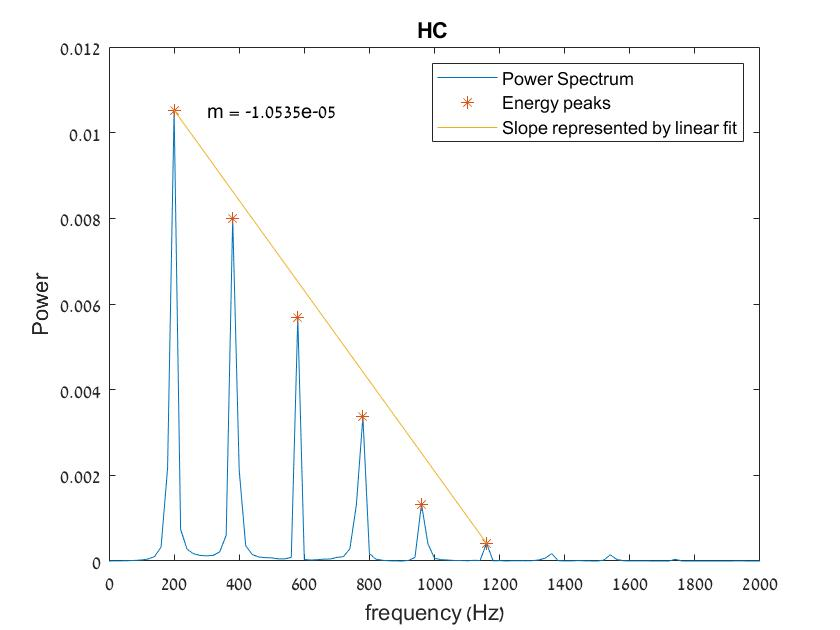 HC
0.012
0.01
0.008
0.006
0.004
0.002
0
Power
m = -1.0535e-05
Power Spectrum
Energy peaks
Slope represented by linear fit
0 200 400 600 800 1000 1200 1400 1600 1800 2000
frequency (Hz)